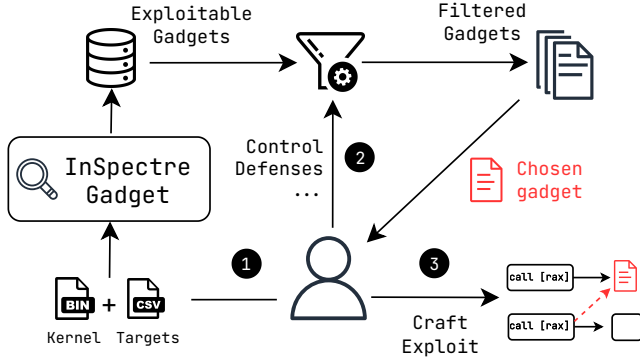 Exploitable
Gadgets
Filtered
Gadgets
InSpectre
Gadget
Control
Defenses
...
2
Chosen
gadget
1
3
BIN
+
CSV
Kernel
Targets
Craft
Exploit
call [rax]
call [rax]